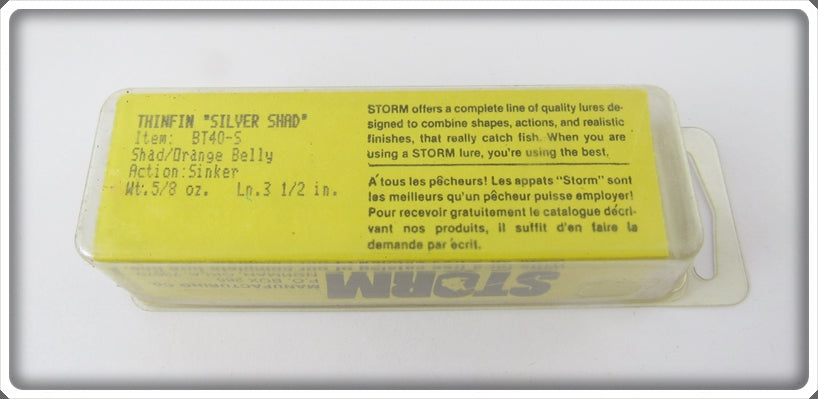 THINFIN "SILVER SHAD"
Item: BT40-S
Shad/Orange Belly
Action:Sinker
Wt.5/8 oz. Ln.3 1/2 in.
STORM offers a complete line of quality lures de-
signed to combine shapes, actions, and realistic
finishes, that really catch fish. When you are
using a STORM lure, you're using the best.
A' tous les pêcheurs! Les appats "Storm" sont
les meilleurs qu'un pêcheur puisse employer!
Pour recevoir gratuitement le catalogue décri-
vant nos produits, il suffit d'en faire la
demande par écrit.
STORM
MANUFACTURING CO.
P.O. BOX